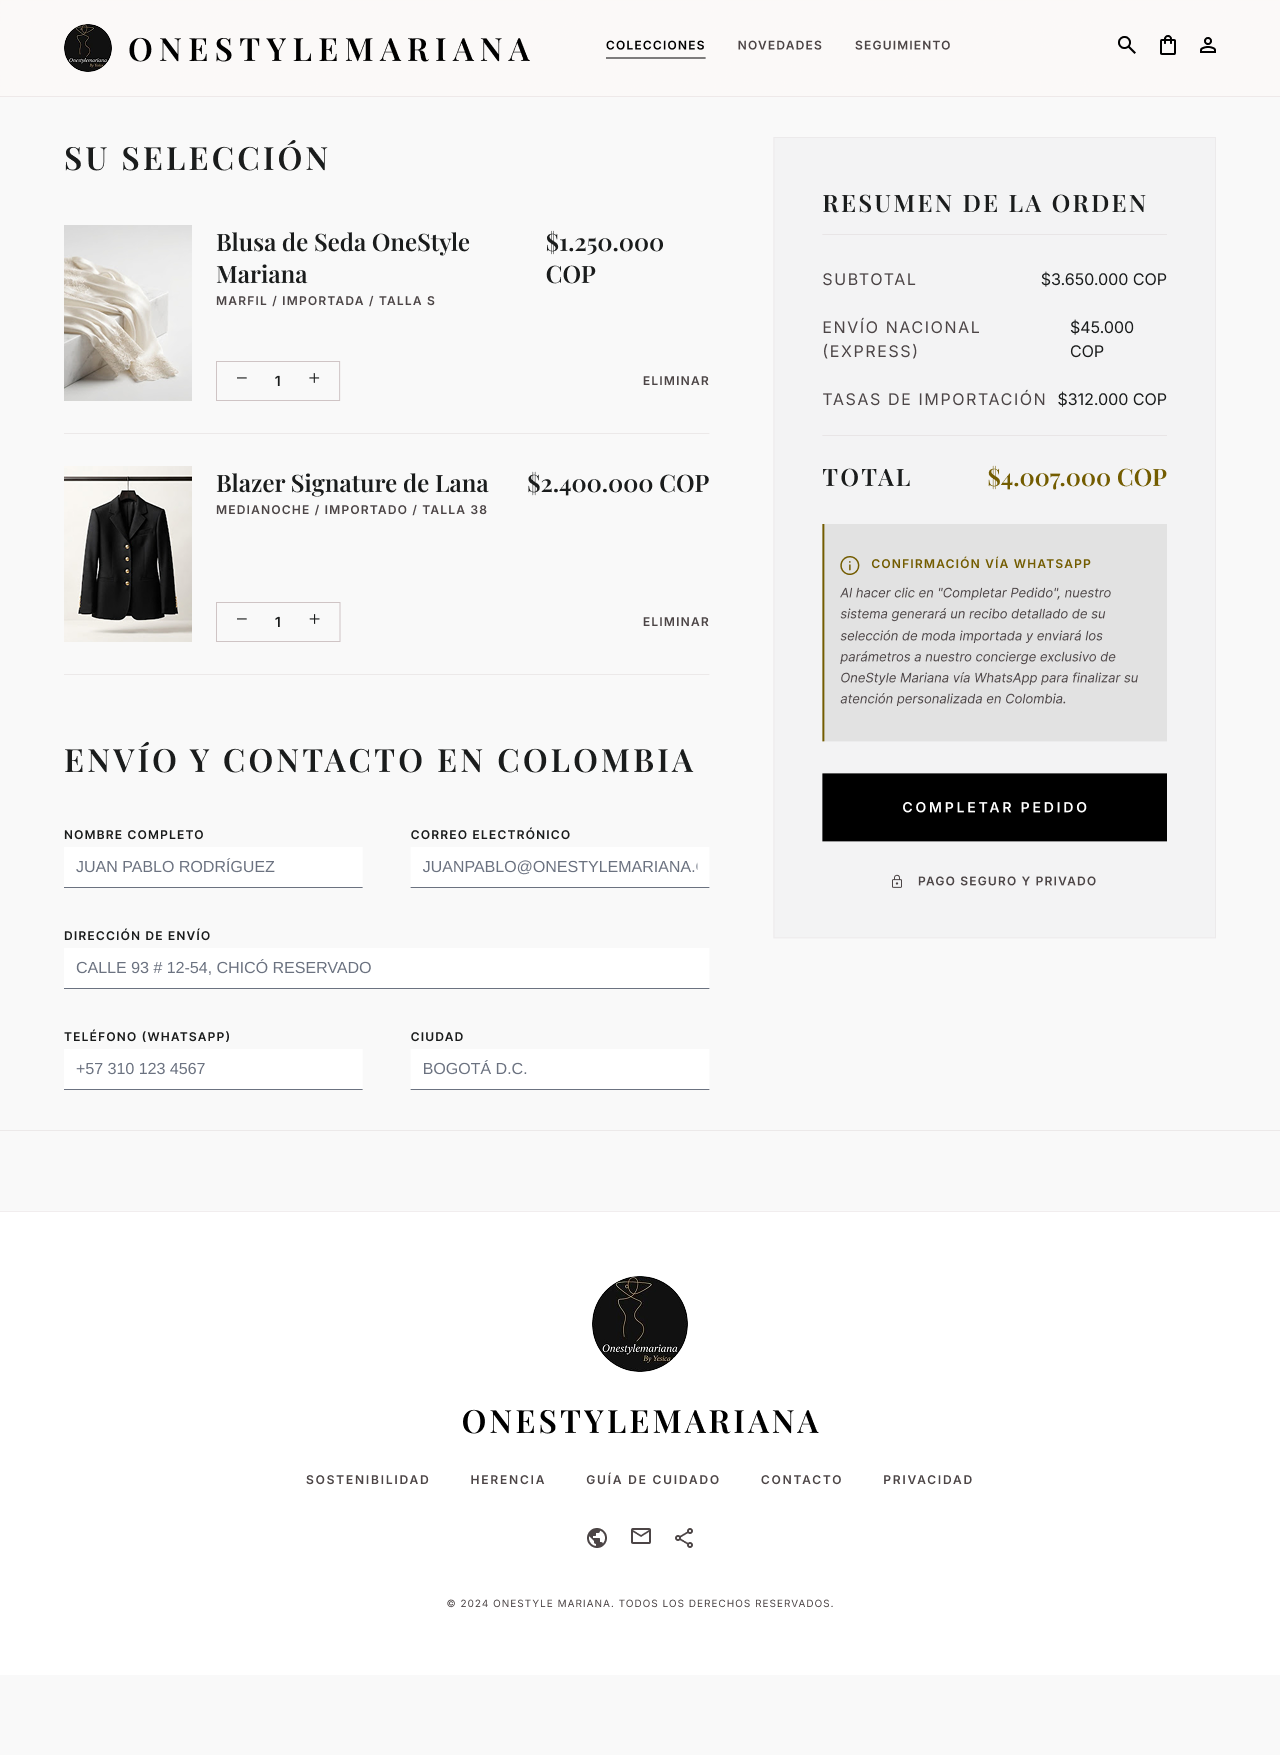 Onestylemariana
ONESTYLEMARIANA
COLECCIONES
NOVEDADES
SEGUIMIENTO
SU SELECCIÓN
Blusa de Seda OneStyle
Mariana
$1.250.000
COP
MARFIL / IMPORTADA / TALLA S
− 1 +
ELIMINAR
Blazer Signature de Lana
$2.400.000 COP
MEDIANOCHE / IMPORTADO / TALLA 38
− 1 +
ELIMINAR
ENVÍO Y CONTACTO EN COLOMBIA
NOMBRE COMPLETO
JUAN PABLO RODRÍGUEZ
CORREO ELECTRÓNICO
JUANPABLO@ONESTYLEMARIANA.
DIRECCIÓN DE ENVÍO
CALLE 93 # 12-54, CHICÓ RESERVADO
TELÉFONO (WHATSAPP)
+57 310 123 4567
CIUDAD
BOGOTÁ D.C.
RESUMEN DE LA ORDEN
SUBTOTAL
$3.650.000 COP
ENVÍO NACIONAL
(EXPRESS)
$45.000
COP
TASAS DE IMPORTACIÓN
$312.000 COP
TOTAL
$4.007.000 COP
CONFIRMACIÓN VÍA WHATSAPP
Al hacer clic en "Completar Pedido", nuestro
sistema generará un recibo detallado de su
selección de moda importada y enviará los
parámetros a nuestro concierge exclusivo de
OneStyle Mariana vía WhatsApp para finalizar su
atención personalizada en Colombia.
COMPLETAR PEDIDO
PAGO SEGURO Y PRIVADO
Onestylemariana
By Yesica
ONESTYLEMARIANA
SOSTENIBILIDAD
HERENCIA
GUÍA DE CUIDADO
CONTACTO
PRIVACIDAD
© 2024 ONESTYLE MARIANA. TODOS LOS DERECHOS RESERVADOS.